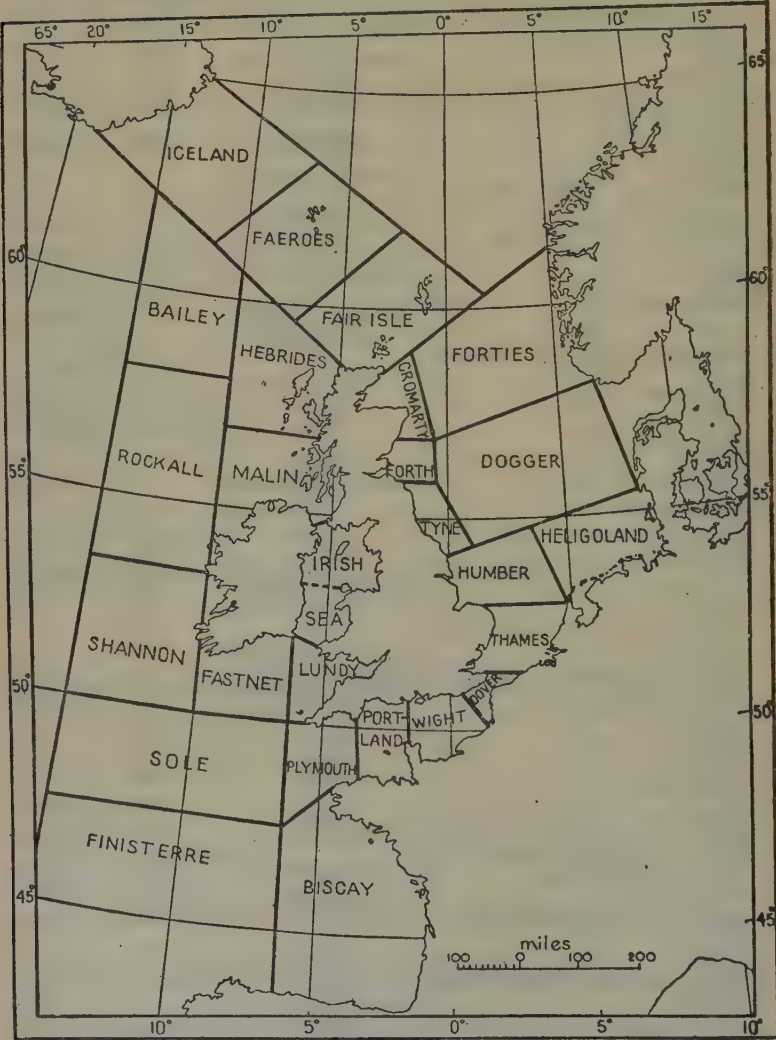 65° 20° 15° 10° 5° 0° 5° 10° 15°
65°
ICELAND
FAEROES
60°
60°
BAILEY
FAIR ISLE
HEBRIDES
FORTIES
CROMARTY
ROCKALL
MALIN
FORTH
DOGGER
55°
55°
TYNE
HELIGOLAND
IRISH
SEA
HUMBER
SHANNON
FASTNET
LUNDY
THAMES
DOVER
50°
50°
PORT-
LAND
WIGHT
SOLE
PLYMOUTH
FINISTERRE
BISCAY
45°
45°
miles
100 0 100 200
10° 5° 0° 5° 10°